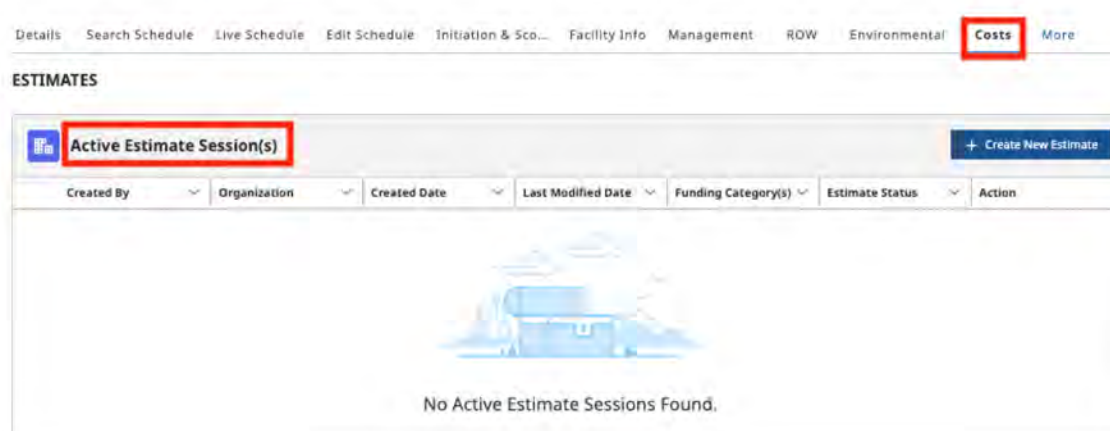 Details Search Schedule Live Schedule Edit Schedule Initiation & Sco... Facility Info Management ROW Environmental Costs More
ESTIMATES
Active Estimate Session(s)
+ Create New Estimate
Created By Organization Created Date Last Modified Date Funding Category(s) Estimate Status Action
No Active Estimate Sessions Found.